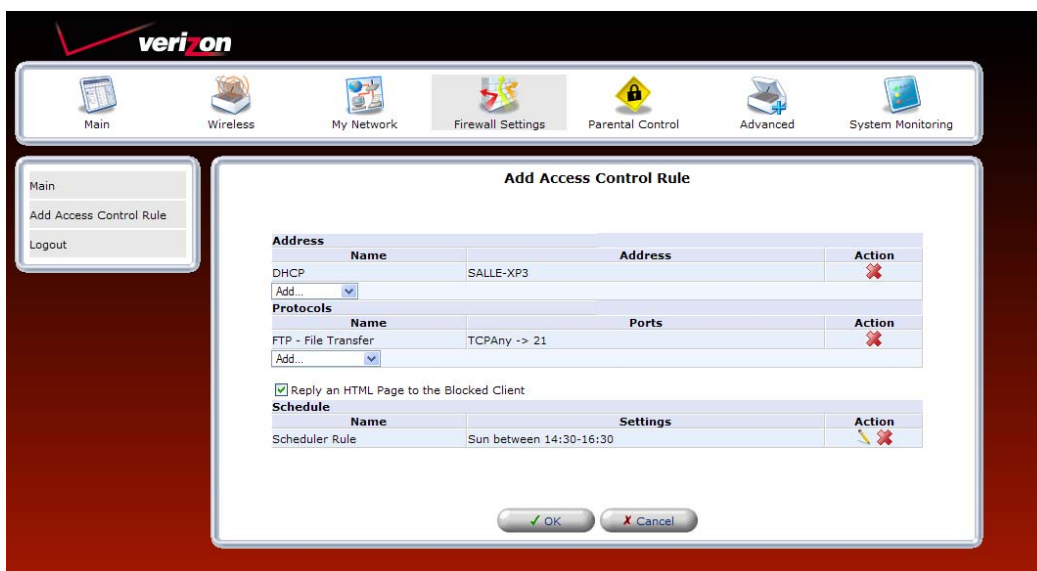 verizon
Main Wireless My Network Firewall Settings Parental Control Advanced System Monitoring
Main
Add Access Control Rule
Logout
Add Access Control Rule
Address
Name Address Action
DHCP SALLE-XP3
Add...
Protocols
Name Ports Action
FTP - File Transfer TCPAny -> 21
Add...
Reply an HTML Page to the Blocked Client
Schedule
Name Settings Action
Scheduler Rule Sun between 14:30-16:30
OK Cancel